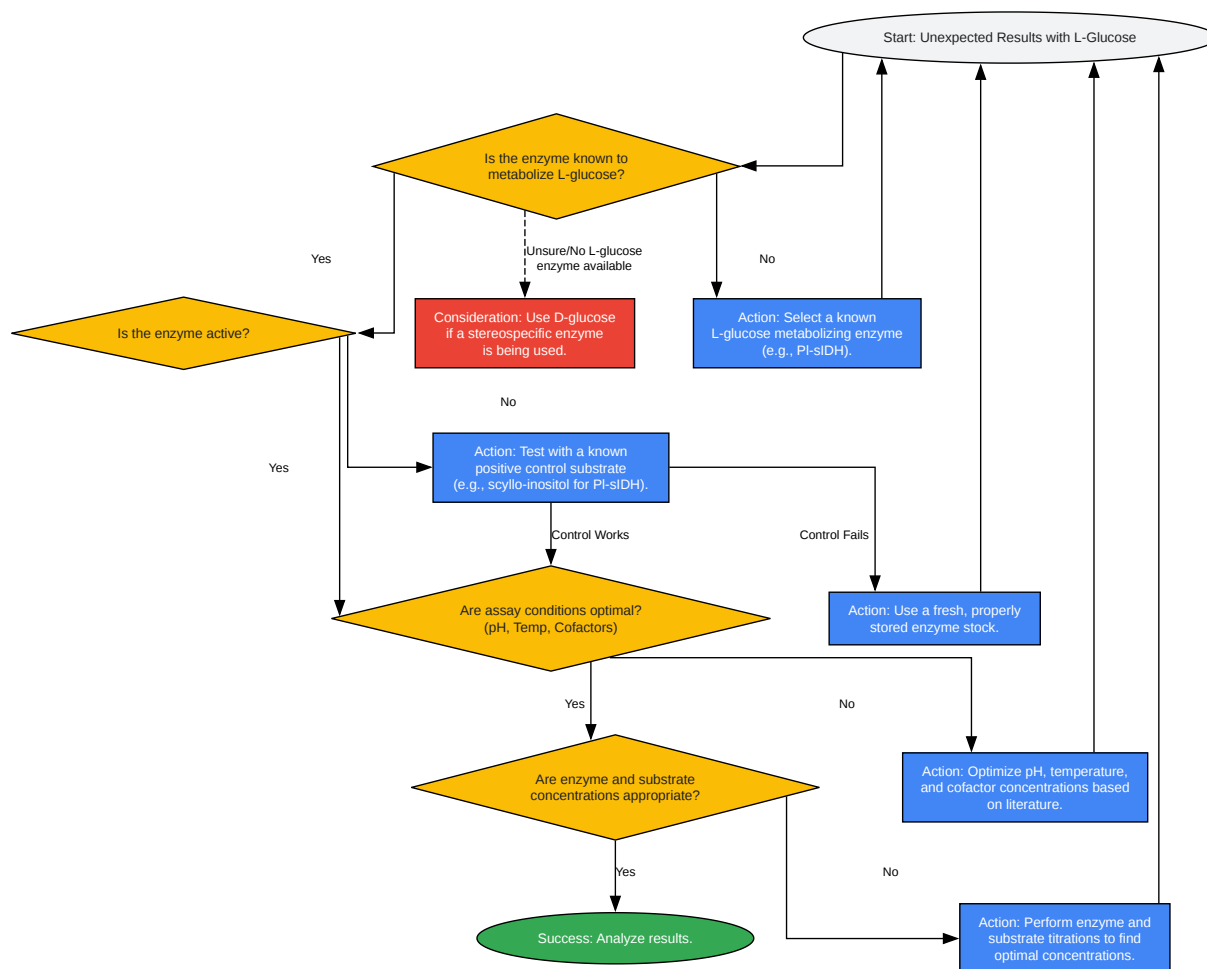 Start: Unexpected Results with L-Glucose
Is the enzyme known to
metabolize L-glucose?
Unsure/No L-glucose
enzyme available
Yes
No
Consideration: Use D-glucose
if a stereospecific enzyme
is being used.
Action: Select a known
L-glucose metabolizing enzyme
(e.g., Pl-sIDH).
Is the enzyme active?
No
Yes
Action: Test with a known
positive control substrate
(e.g., scyllo-inositol for Pl-sIDH).
Control Works
Control Fails
Are assay conditions optimal?
(pH, Temp, Cofactors)
Action: Use a fresh, properly
stored enzyme stock.
Yes
No
Are enzyme and substrate
concentrations appropriate?
Action: Optimize pH, temperature,
and cofactor concentrations based
on literature.
Yes
No
Success: Analyze results.
Action: Perform enzyme and
substrate titrations to find
optimal concentrations.